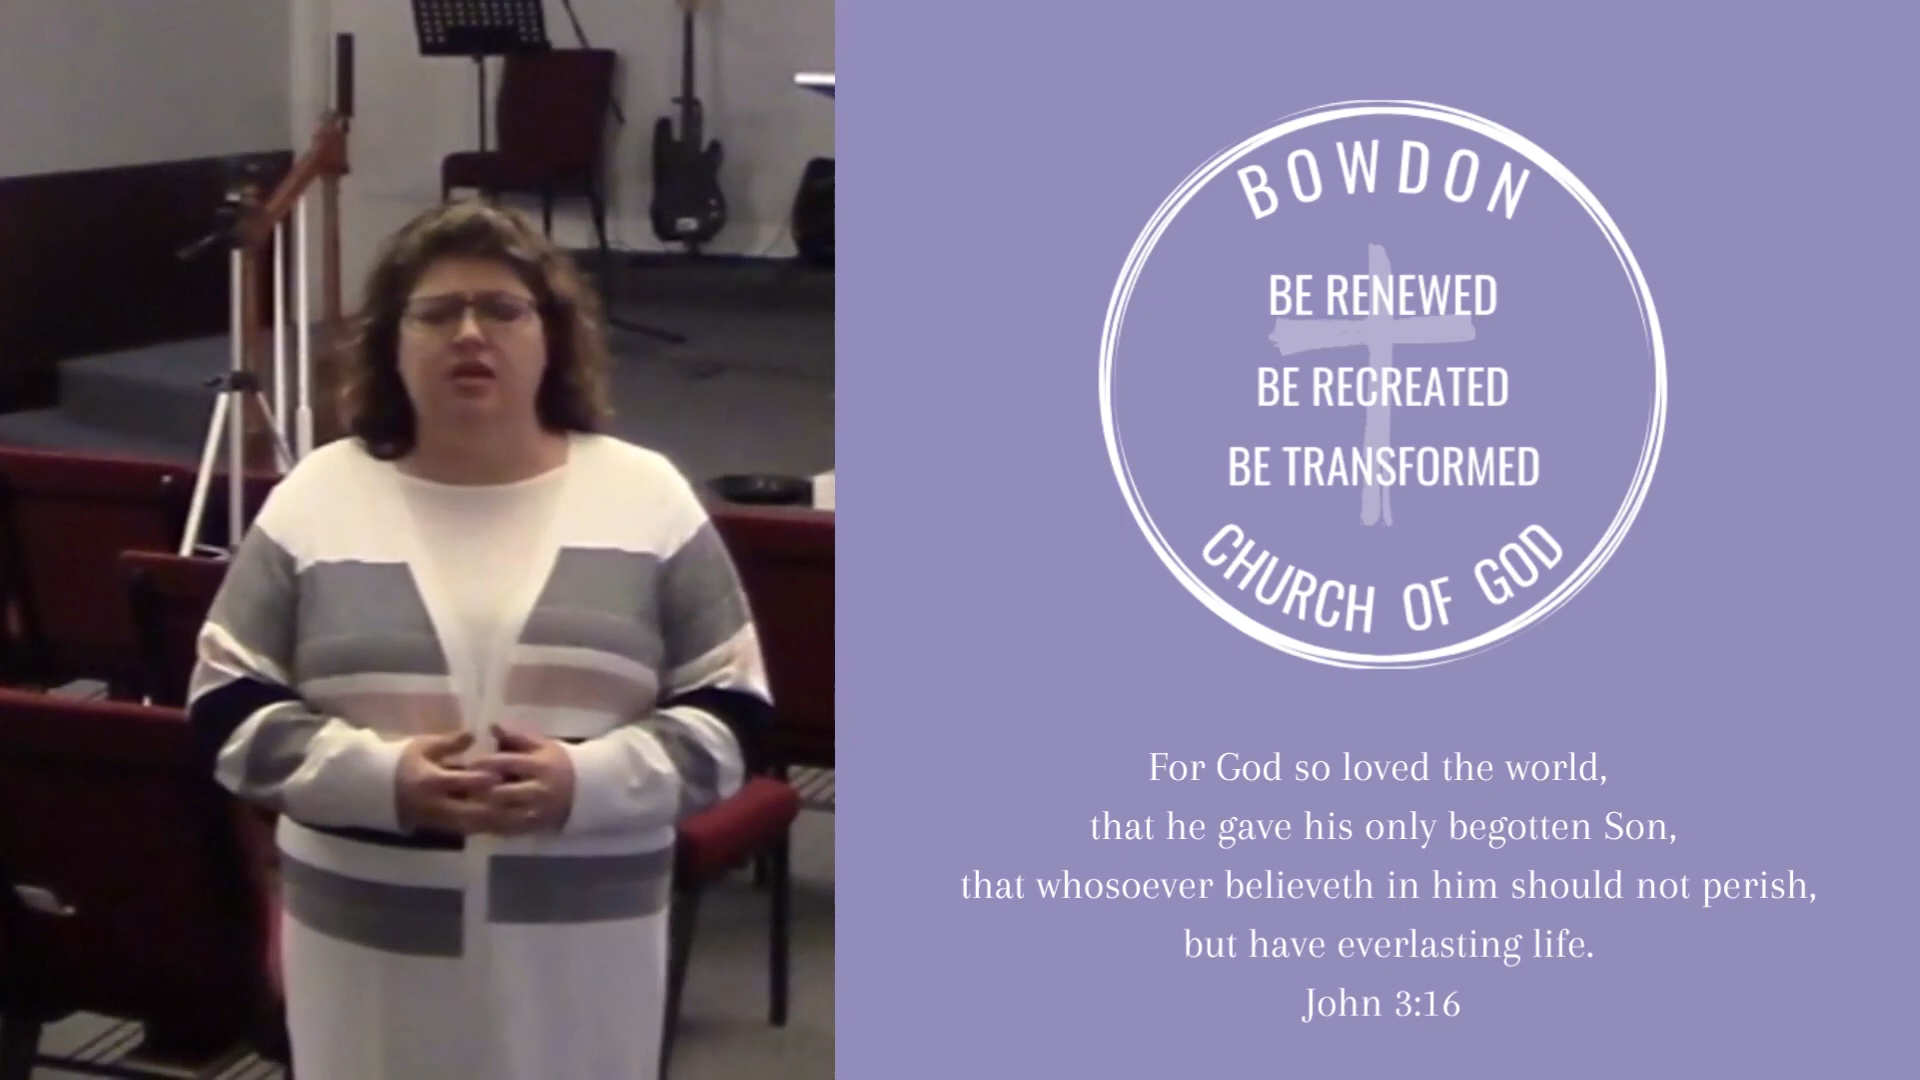 BOWDON
BE RENEWED
BE RECREATED
BE TRANSFORMED
CHURCH OF GOD
For God so loved the world,
that he gave his only begotten Son,
that whosoever believeth in him should not perish,
but have everlasting life.
John 3:16